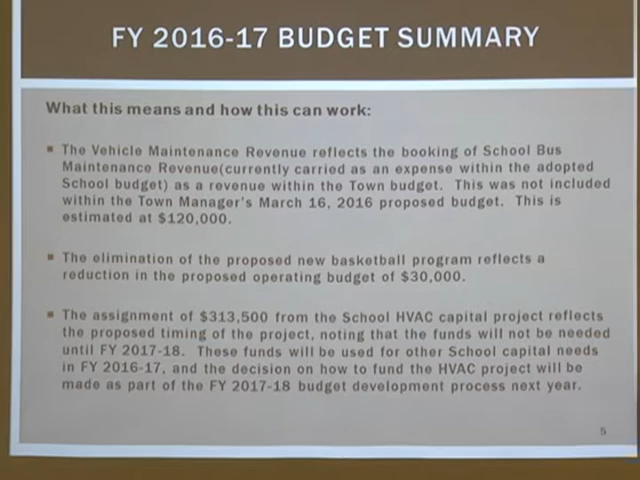 FY 2016-17 BUDGET SUMMARY
What this means and how this can work:
▪ The Vehicle Maintenance Revenue reflects the booking of School Bus
Maintenance Revenue(currently carried as an expense within the adopted
School budget) as a revenue within the Town budget. This was not included
within the Town Manager's March 16, 2016 proposed budget. This is
estimated at $120,000.
▪ The elimination of the proposed new basketball program reflects a
reduction in the proposed operating budget of $30,000.
▪ The assignment of $313,500 from the School HVAC capital project reflects
the proposed timing of the project, noting that the funds will not be needed
until FY 2017-18. These funds will be used for other School capital needs
in FY 2016-17, and the decision on how to fund the HVAC project will be
made as part of the FY 2017-18 budget development process next year.
5